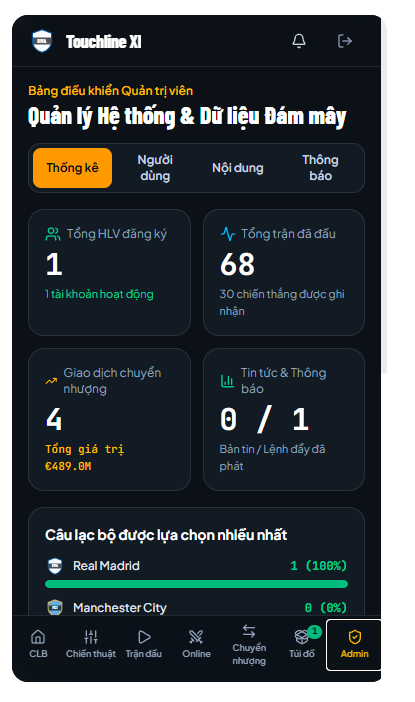 Touchline XI
Bảng điều khiển Quản trị viên
Quản lý Hệ thống & Dữ liệu Đám mây
Thống kê
Người dùng
Nội dung
Thông báo
Tổng HLV đăng ký
1
1 tài khoản hoạt động
Tổng trận đã đấu
68
30 chiến thắng được ghi
nhận
Giao dịch chuyển
nhượng
4
Tổng giá trị
€489.0M
Tin tức & Thông
báo
0 / 1
Bản tin / Lệnh đẩy đã
phát
Câu lạc bộ được lựa chọn nhiều nhất
Real Madrid 1 (100%)
Manchester City 0 (0%)
CLB
Chiến thuật
Trận đấu
Online
Chuyển
nhượng
1
Túi đồ
Admin